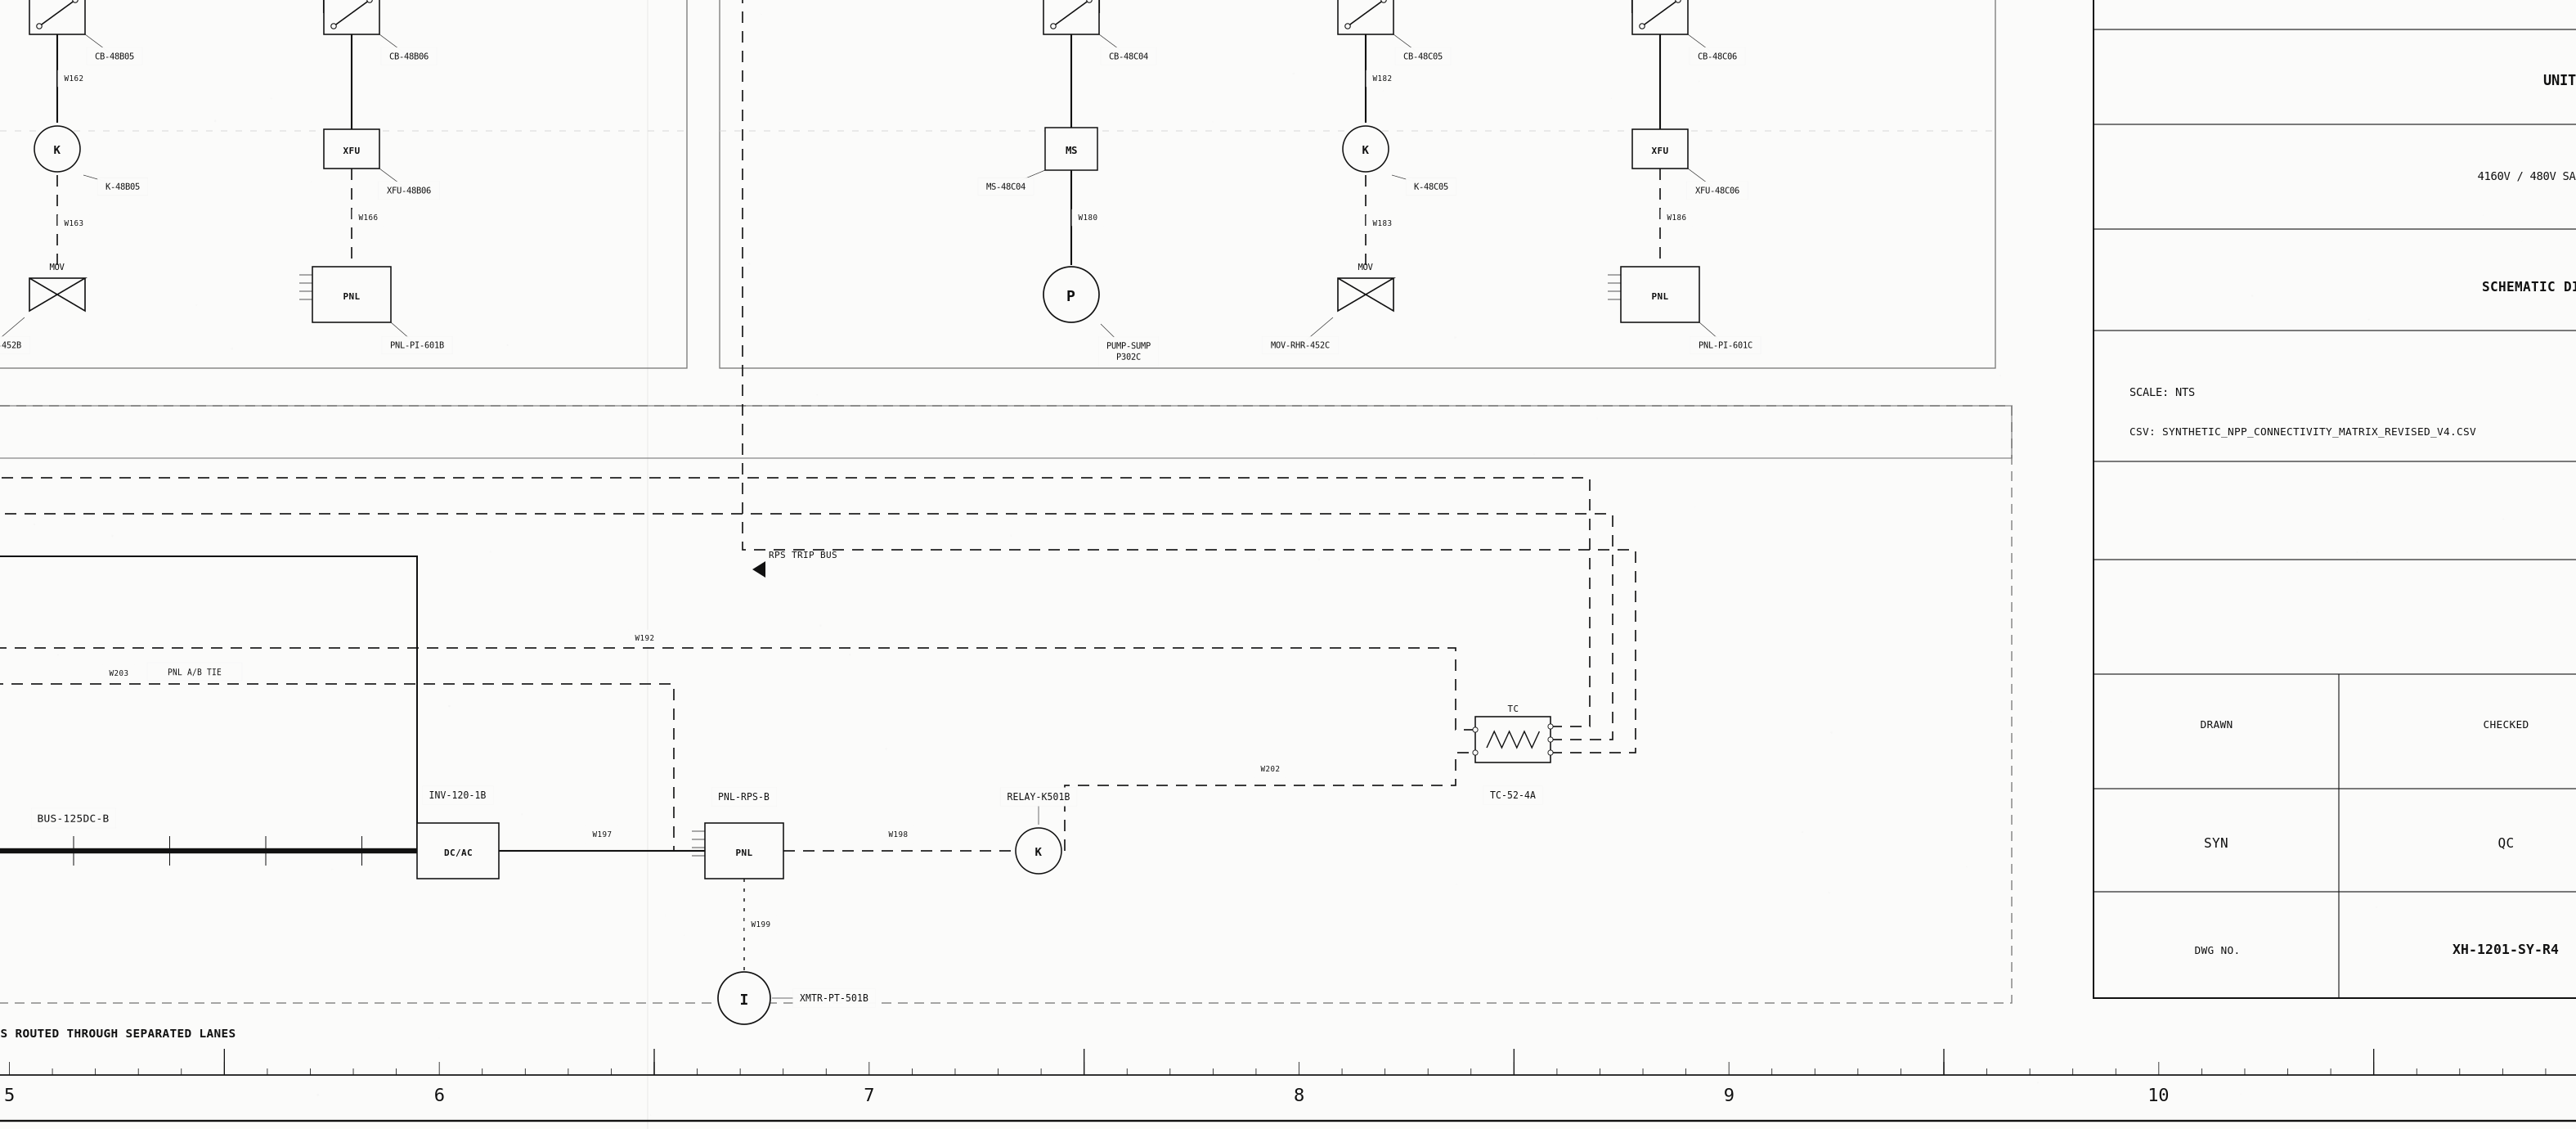 CB-48B05
CB-48B06
CB-48C04
CB-48C05
CB-48C06
W162
W182
UNIT
K
XFU
MS
K
XFU
4160V / 480V SA
K-48B05
XFU-48B06
MS-48C04
K-48C05
XFU-48C06
W163
W166
W180
W183
W186
MOV
MOV
PNL
P
PNL
SCHEMATIC DI
-452B
PNL-PI-601B
PUMP-SUMP
P302C
MOV-RHR-452C
PNL-PI-601C
SCALE: NTS
CSV: SYNTHETIC_NPP_CONNECTIVITY_MATRIX_REVISED_V4.CSV
RPS TRIP BUS
W192
W203
PNL A/B TIE
TC
DRAWN
CHECKED
W202
INV-120-1B
PNL-RPS-B
RELAY-K501B
TC-52-4A
BUS-125DC-B
W197
W198
DC/AC
PNL
K
SYN
QC
W199
DWG NO.
XH-1201-SY-R4
I
XMTR-PT-501B
S ROUTED THROUGH SEPARATED LANES
5
6
7
8
9
10